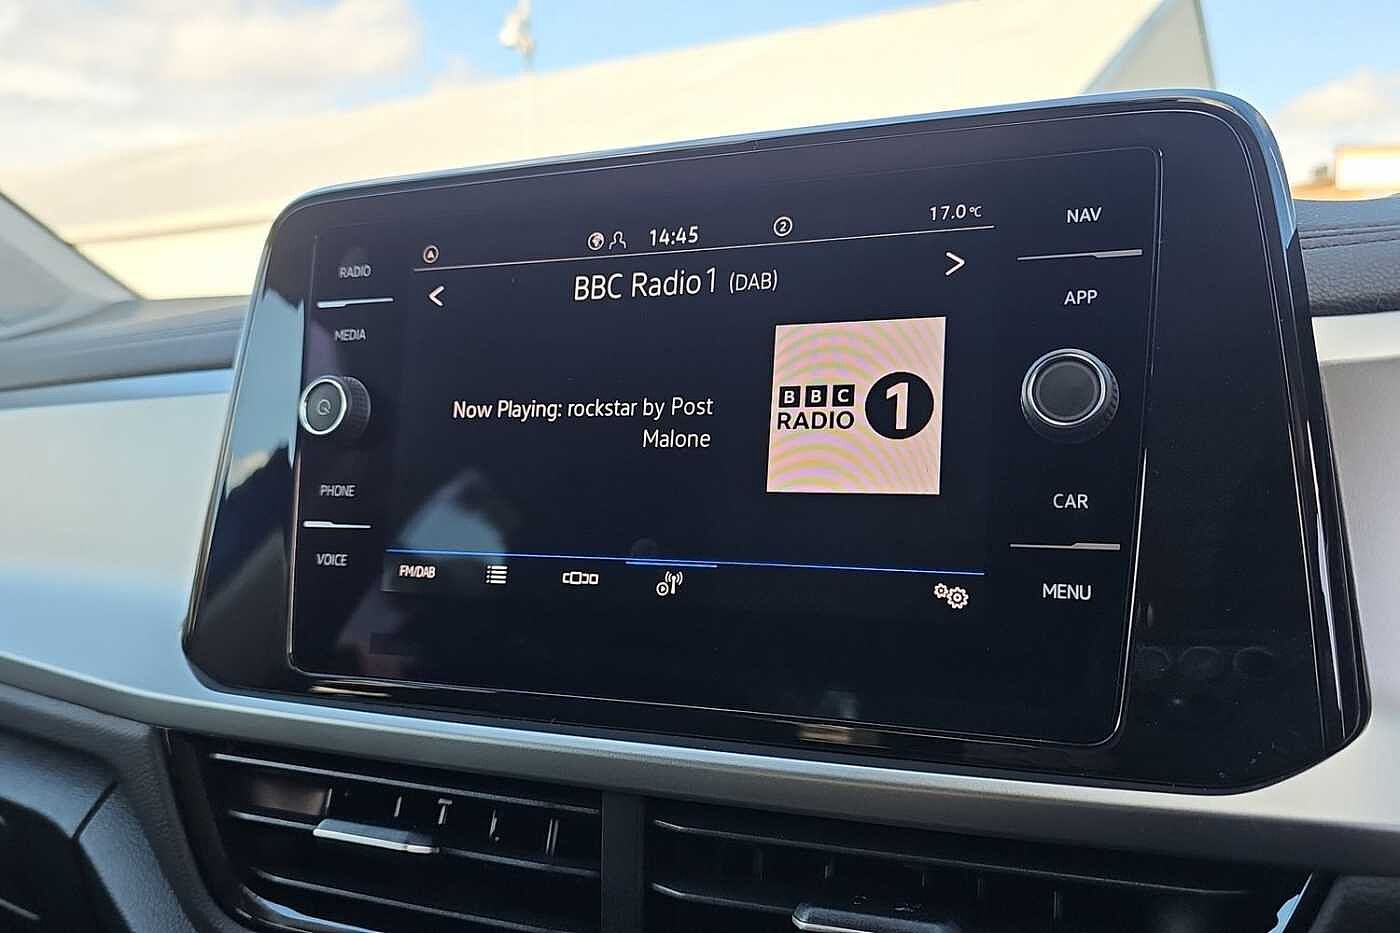 14:45
2
17.0°C
NAV
RADIO
BBC Radio 1 (DAB)
APP
MEDIA
BBC
RADIO
1
Now Playing: rockstar by Post
Malone
PHONE
CAR
VOICE
FM/DAB
MENU